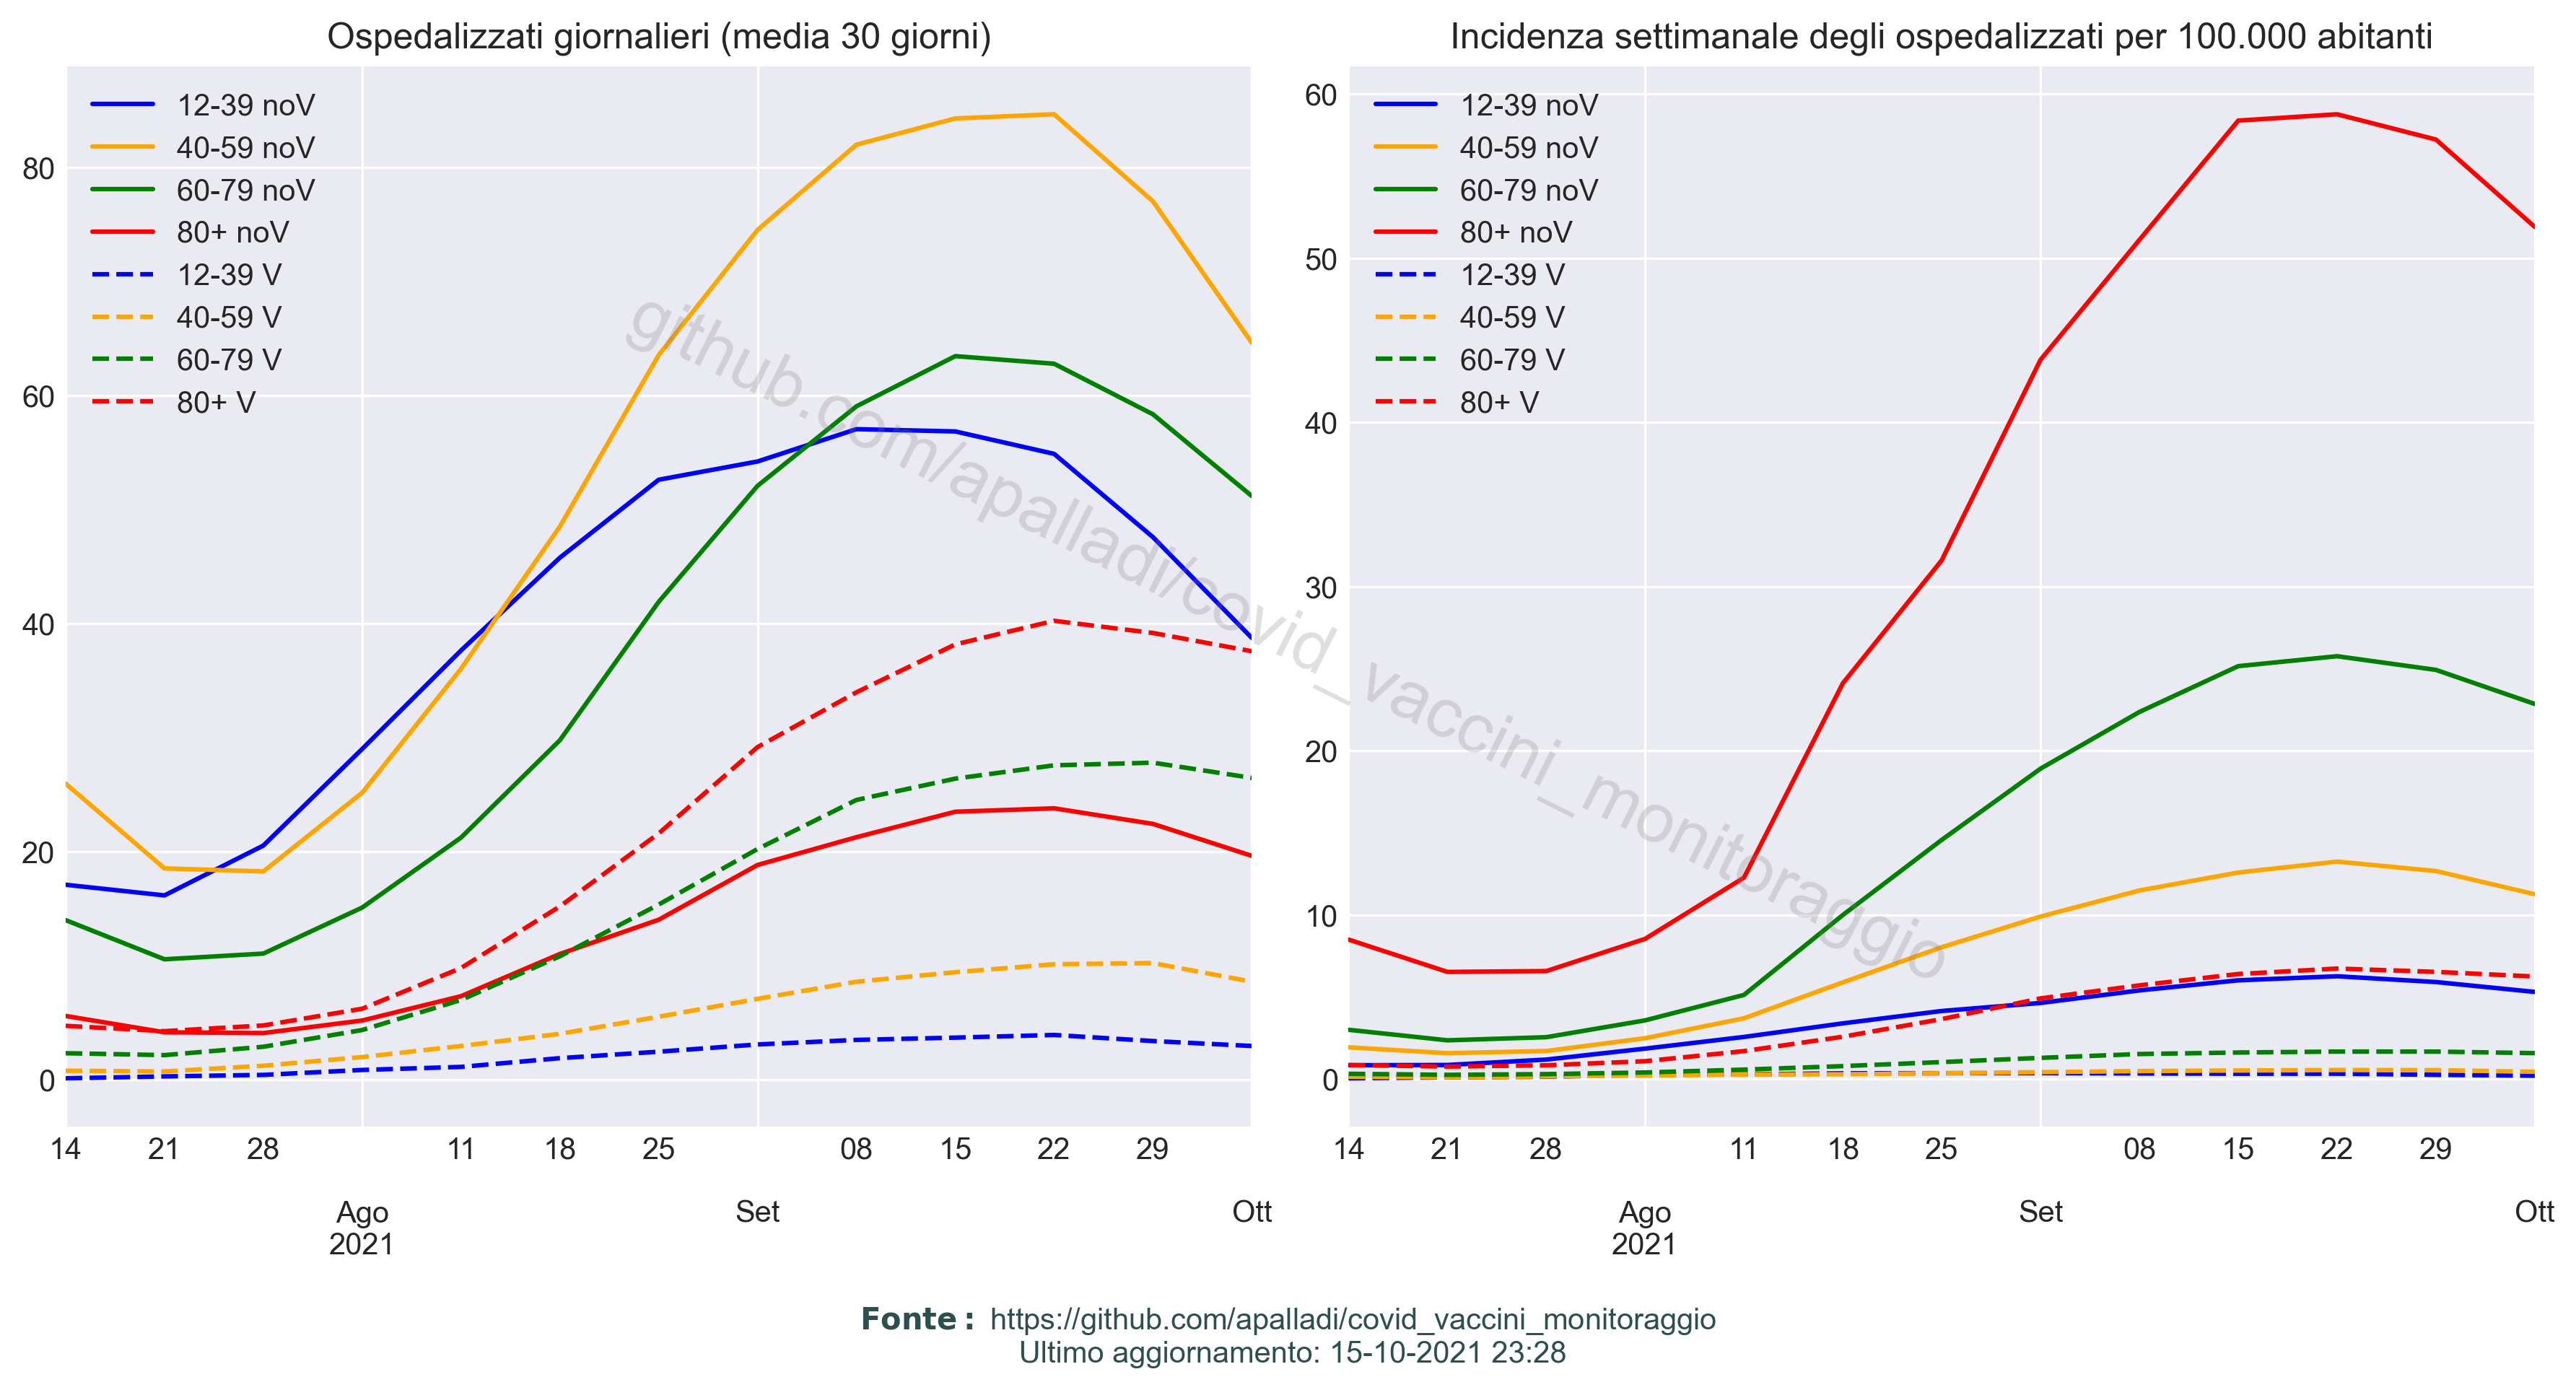 Ospedalizzati giornalieri (media 30 giorni)
12-39 noV
40-59 noV
60-79 noV
80+ noV
12-39 V
40-59 V
60-79 V
80+ V
80
60
40
20
0
14 21 28 11 18 25 08 15 22 29
Ago Set Ott
2021
Incidenza settimanale degli ospedalizzati per 100.000 abitanti
12-39 noV
40-59 noV
60-79 noV
80+ noV
12-39 V
40-59 V
60-79 V
80+ V
60
50
40
30
20
10
0
14 21 28 11 18 25 08 15 22 29
Ago Set Ott
2021
github.com/apalladi/covid_vaccini_monitoraggio
Fonte: https://github.com/apalladi/covid_vaccini_monitoraggio
Ultimo aggiornamento: 15-10-2021 23:28